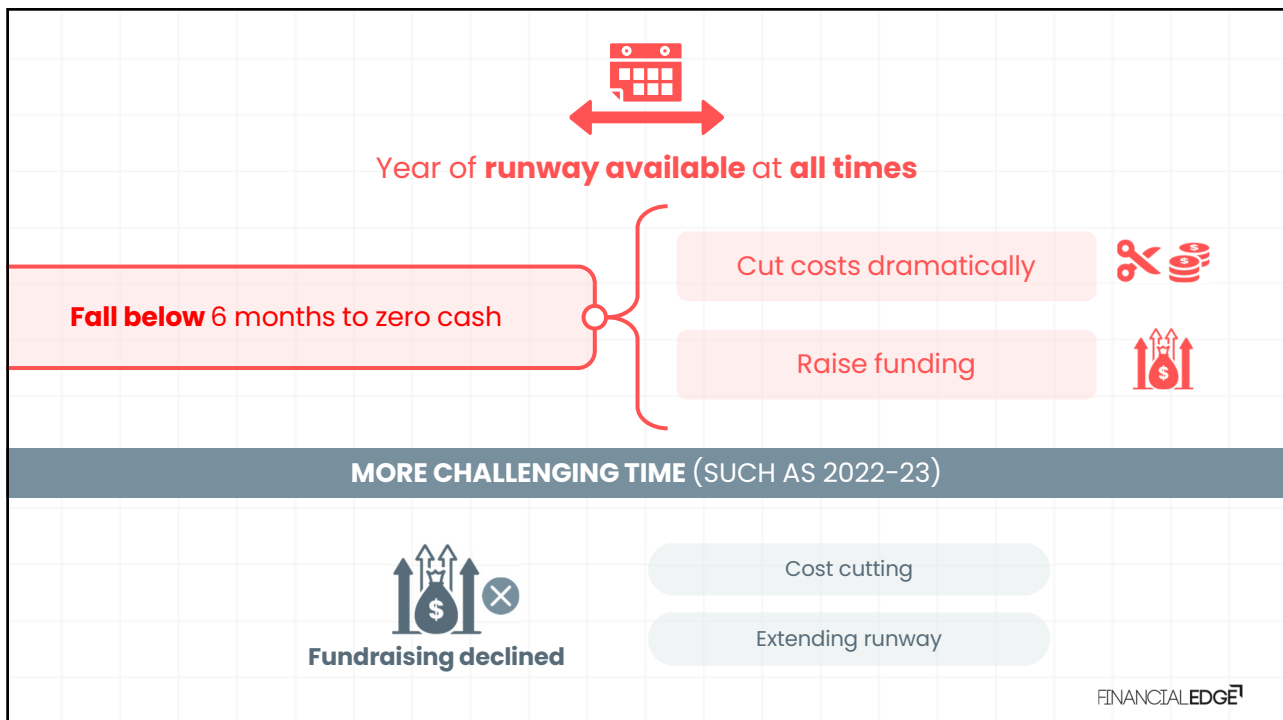 Year of runway available at all times
Fall below 6 months to zero cash
Cut costs dramatically
$
$
Raise funding
$
MORE CHALLENGING TIME (SUCH AS 2022-23)
$
Fundraising declined
Cost cutting
Extending runway
FINANCIALEDGE